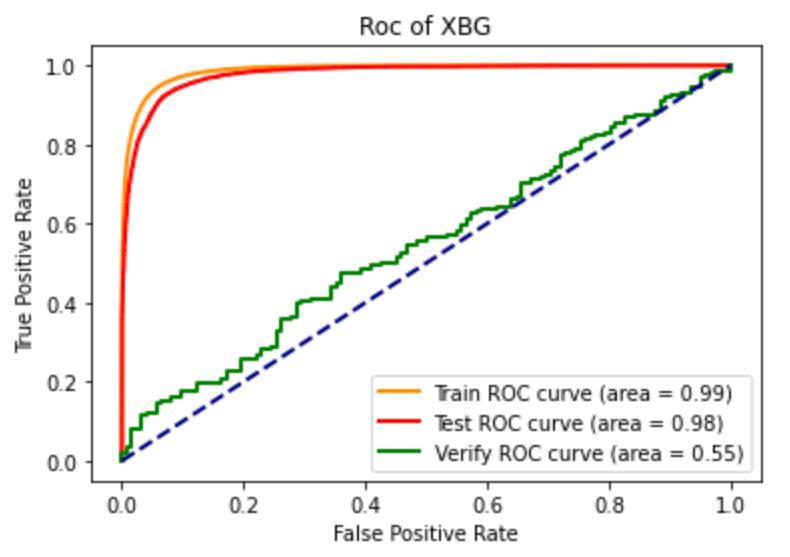 Roc of XBG
1.0
0.8
0.6
0.4
0.2
0.0
True Positive Rate
Train ROC curve (area = 0.99)
Test ROC curve (area = 0.98)
Verify ROC curve (area = 0.55)
0.0 0.2 0.4 0.6 0.8 1.0
False Positive Rate